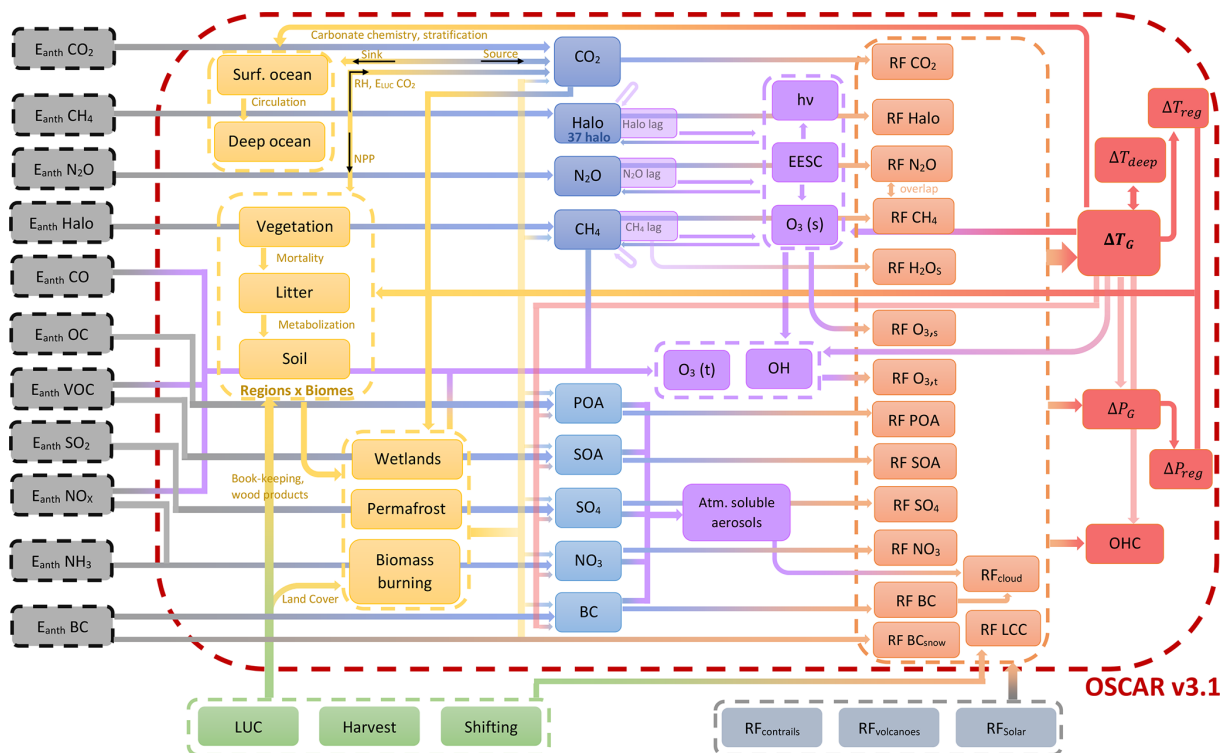 Carbonate chemistry, stratification
E_anth CO₂
Sink
Source
CO₂
RF CO₂
Surf. ocean
RH, E_LUC CO₂
Circulation
hν
ΔT_reg
E_anth CH₄
Halo
37 halo
Halo lag
RF Halo
Deep ocean
EESC
ΔT_deep
NPP
E_anth N₂O
N₂O
N₂O lag
RF N₂O
overlap
E_anth Halo
Vegetation
CH₄
CH₄ lag
O₃ (s)
RF CH₄
ΔT_G
Mortality
E_anth CO
RF H₂O_S
Litter
Metabolization
E_anth OC
RF O₃,s
Soil
O₃ (t)
OH
RF O₃,t
E_anth VOC
Regions x Biomes
POA
RF POA
ΔP_G
E_anth SO₂
Wetlands
SOA
RF SOA
ΔP_reg
Book-keeping,
wood products
E_anth NO_X
Permafrost
SO₄
Atm. soluble
aerosols
RF SO₄
E_anth NH₃
Biomass
burning
NO₃
RF NO₃
OHC
RF_cloud
Land Cover
E_anth BC
BC
RF BC
RF LCC
RF BC_snow
OSCAR v3.1
LUC
Harvest
Shifting
RF_contrails
RF_volcanoes
RF_Solar